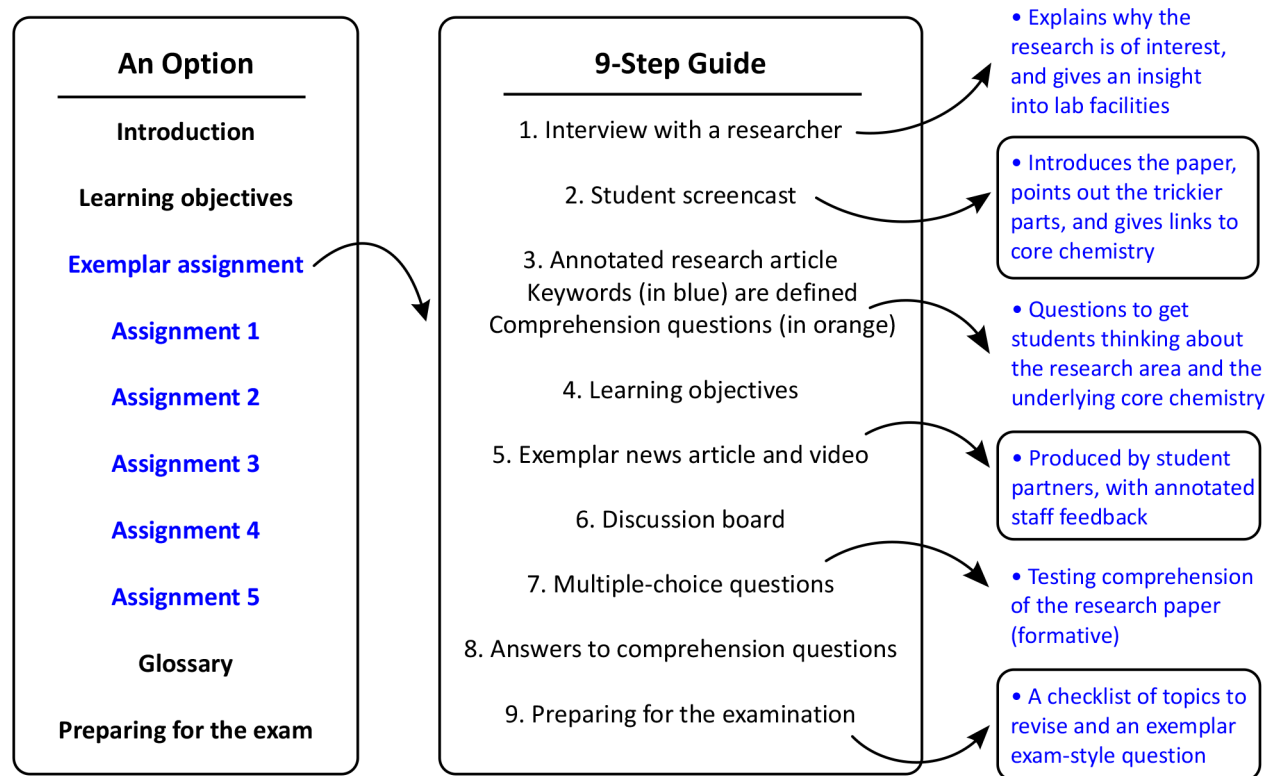 An Option
Introduction
Learning objectives
Exemplar assignment
Assignment 1
Assignment 2
Assignment 3
Assignment 4
Assignment 5
Glossary
Preparing for the exam
9-Step Guide
1. Interview with a researcher
2. Student screencast
3. Annotated research article
Keywords (in blue) are defined
Comprehension questions (in orange)
4. Learning objectives
5. Exemplar news article and video
6. Discussion board
7. Multiple-choice questions
8. Answers to comprehension questions
9. Preparing for the examination
• Explains why the
research is of interest,
and gives an insight
into lab facilities
• Introduces the paper,
points out the trickier
parts, and gives links to
core chemistry
• Questions to get
students thinking about
the research area and the
underlying core chemistry
• Produced by student
partners, with annotated
staff feedback
• Testing comprehension
of the research paper
(formative)
• A checklist of topics to
revise and an exemplar
exam-style question